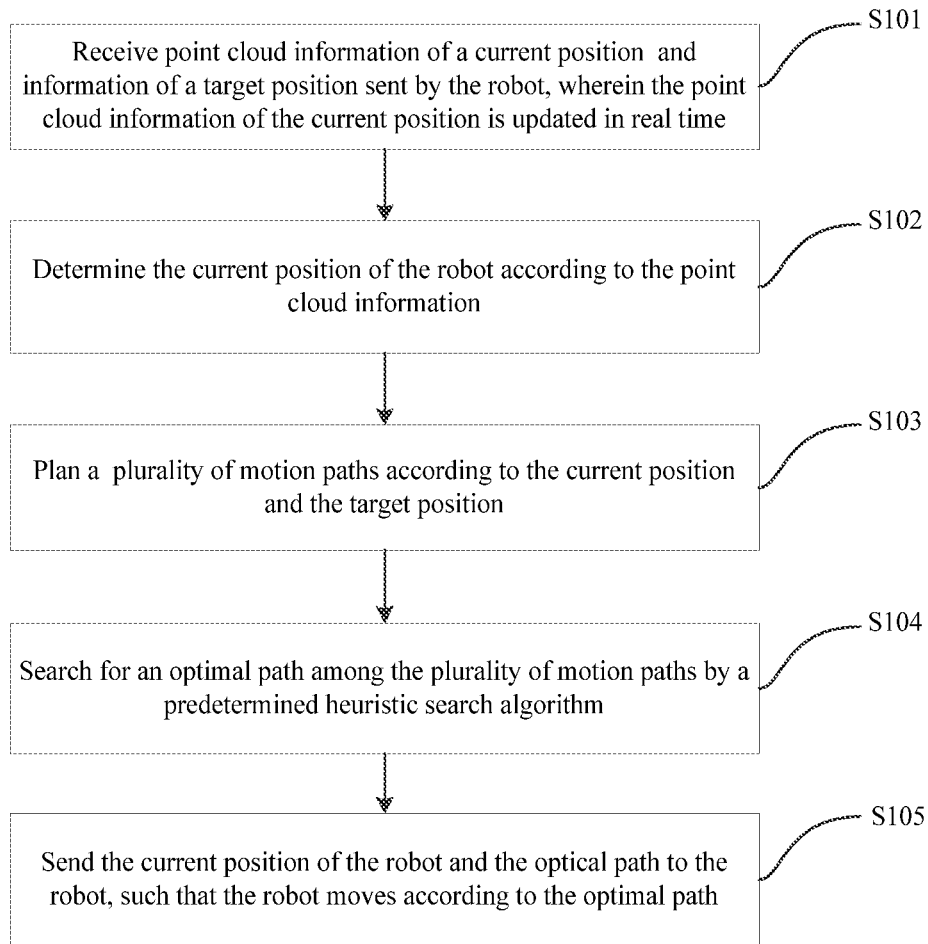 S101
Receive point cloud information of a current position and
information of a target position sent by the robot, wherein the point
cloud information of the current position is updated in real time
S102
Determine the current position of the robot according to the point
cloud information
S103
Plan a plurality of motion paths according to the current position
and the target position
S104
Search for an optimal path among the plurality of motion paths by a
predetermined heuristic search algorithm
S105
Send the current position of the robot and the optical path to the
robot, such that the robot moves according to the optimal path